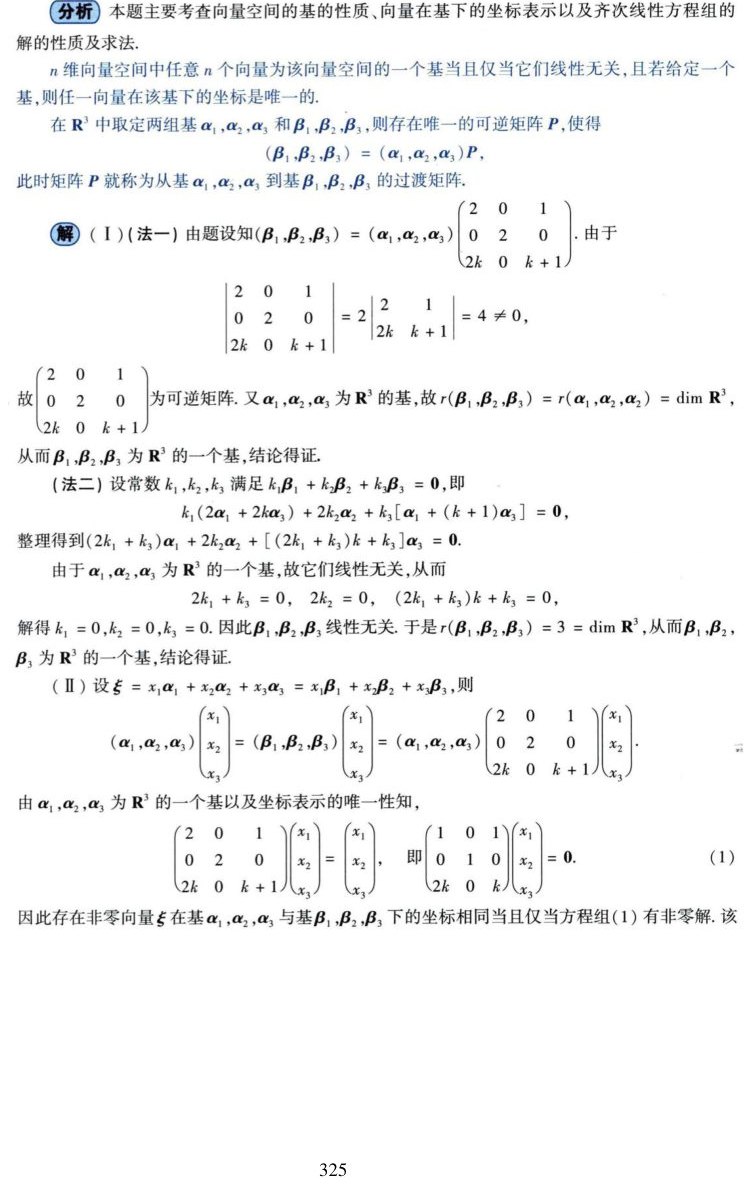 分析 本题主要考查向量空间的基的性质、向量在基下的坐标表示以及齐次线性方程组的
解的性质及求法.
n 维向量空间中任意 n 个向量为该向量空间的一个基当且仅当它们线性无关,且若给定一个
基,则任一向量在该基下的坐标是唯一的.
在 R³ 中取定两组基 α₁,α₂,α₃ 和 β₁,β₂,β₃,则存在唯一的可逆矩阵 P,使得
(β₁,β₂,β₃) = (α₁,α₂,α₃)P,
此时矩阵 P 就称为从基 α₁,α₂,α₃ 到基 β₁,β₂,β₃ 的过渡矩阵.
解 (Ⅰ)(法一) 由题设知(β₁,β₂,β₃) = (α₁,α₂,α₃) (2 0 1; 0 2 0; 2k 0 k+1). 由于
|2 0 1; 0 2 0; 2k 0 k+1| = 2 |2 1; 2k k+1| = 4 ≠ 0,
故 (2 0 1; 0 2 0; 2k 0 k+1) 为可逆矩阵. 又 α₁,α₂,α₃ 为 R³ 的基,故 r(β₁,β₂,β₃) = r(α₁,α₂,α₂) = dim R³,
从而 β₁,β₂,β₃ 为 R³ 的一个基,结论得证.
(法二) 设常数 k₁,k₂,k₃ 满足 k₁β₁ + k₂β₂ + k₃β₃ = 0,即
k₁(2α₁ + 2kα₃) + 2k₂α₂ + k₃[α₁ + (k + 1)α₃] = 0,
整理得到(2k₁ + k₃)α₁ + 2k₂α₂ + [(2k₁ + k₃)k + k₃]α₃ = 0.
由于 α₁,α₂,α₃ 为 R³ 的一个基,故它们线性无关,从而
2k₁ + k₃ = 0, 2k₂ = 0, (2k₁ + k₃)k + k₃ = 0,
解得 k₁ = 0,k₂ = 0,k₃ = 0. 因此 β₁,β₂,β₃ 线性无关. 于是 r(β₁,β₂,β₃) = 3 = dim R³,从而 β₁,β₂,
β₃ 为 R³ 的一个基,结论得证.
(Ⅱ) 设 ξ = x₁α₁ + x₂α₂ + x₃α₃ = x₁β₁ + x₂β₂ + x₃β₃,则
(α₁,α₂,α₃) (x₁; x₂; x₃) = (β₁,β₂,β₃) (x₁; x₂; x₃) = (α₁,α₂,α₃) (2 0 1; 0 2 0; 2k 0 k+1) (x₁; x₂; x₃).
由 α₁,α₂,α₃ 为 R³ 的一个基以及坐标表示的唯一性知,
(2 0 1; 0 2 0; 2k 0 k+1) (x₁; x₂; x₃) = (x₁; x₂; x₃), 即 (1 0 1; 0 1 0; 2k 0 k) (x₁; x₂; x₃) = 0. (1)
因此存在非零向量 ξ 在基 α₁,α₂,α₃ 与基 β₁,β₂,β₃ 下的坐标相同当且仅当方程组(1) 有非零解. 该
325